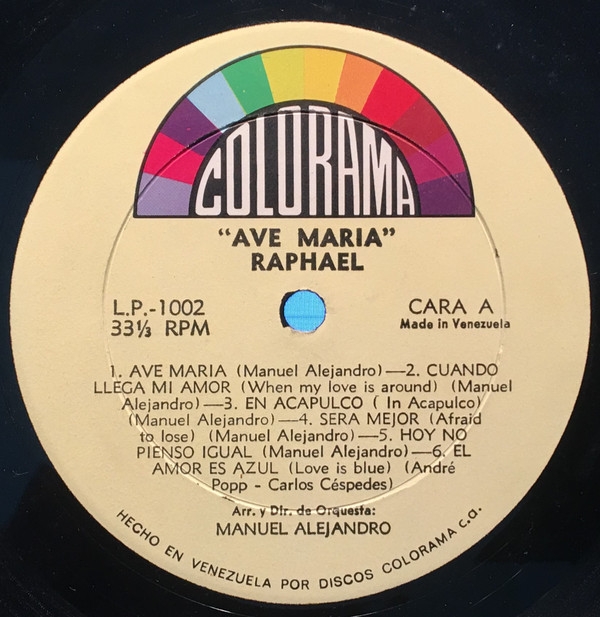 COLORAMA
"AVE MARIA"
RAPHAEL
L.P.-1002
33⅓ RPM
CARA A
Made in Venezuela
1. AVE MARIA (Manuel Alejandro)—2. CUANDO
LLEGA MI AMOR (When my love is around) (Manuel
Alejandro)—3. EN ACAPULCO ( In Acapulco)
(Manuel Alejandro)—4. SERA MEJOR (Afraid
to lose) (Manuel Alejandro)—5. HOY NO
PIENSO IGUAL (Manuel Alejandro)—6. EL
AMOR ES AZUL (Love is blue) (André
Popp - Carlos Céspedes)
Arr. y Dir. de Orquesta:
MANUEL ALEJANDRO
HECHO EN VENEZUELA POR DISCOS COLORAMA c.a.